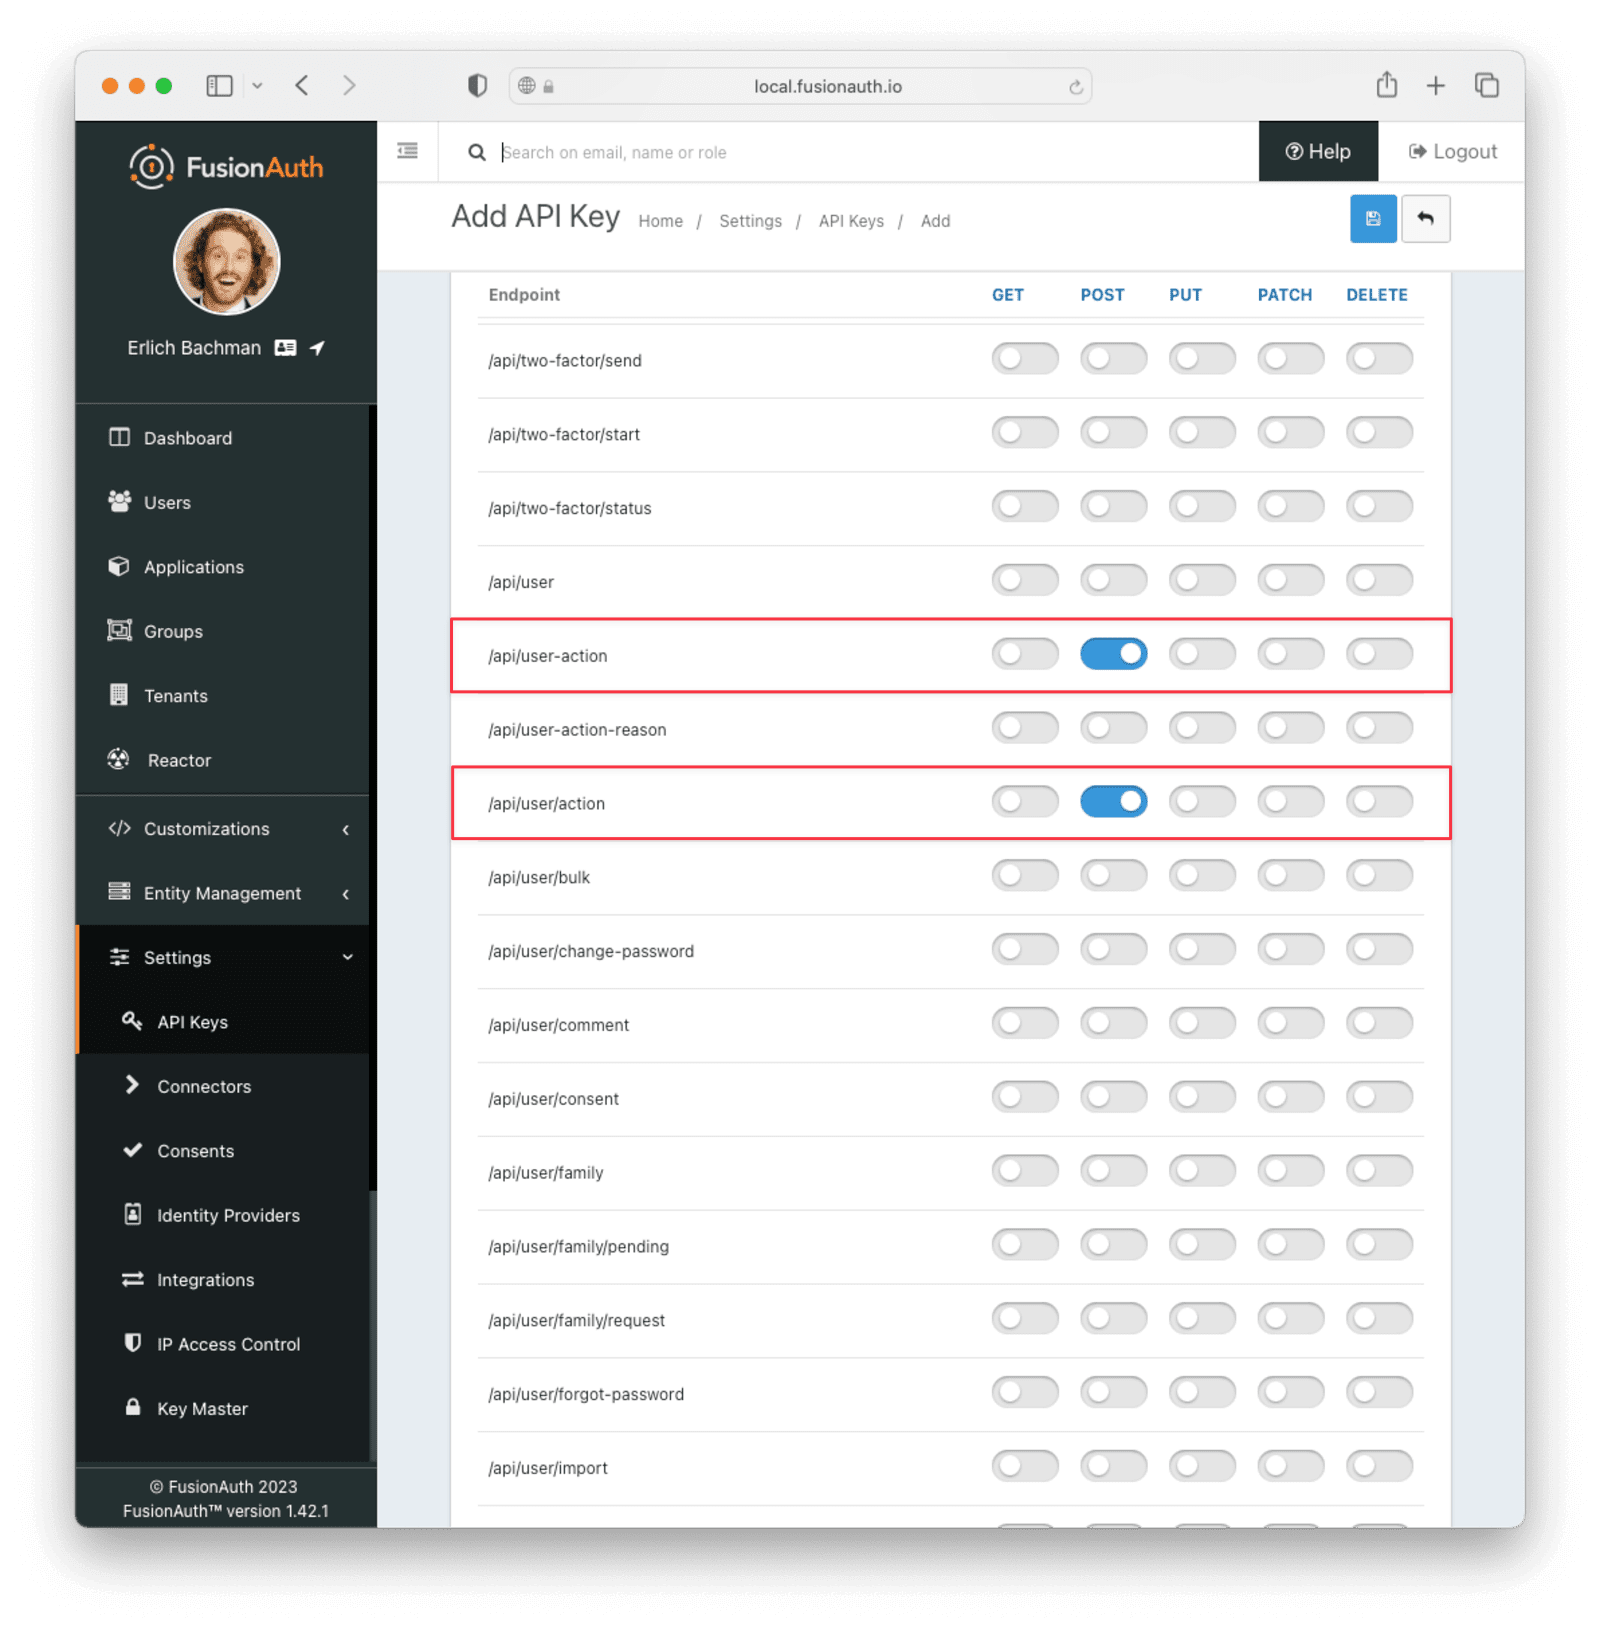 local.fusionauth.io
FusionAuth
Erlich Bachman
Dashboard
Users
Applications
Groups
Tenants
Reactor
Customizations
Entity Management
Settings
API Keys
Connectors
Consents
Identity Providers
Integrations
IP Access Control
Key Master
© FusionAuth 2023
FusionAuth™ version 1.42.1
Search on email, name or role
Help
Logout
Add API Key Home / Settings / API Keys / Add
Endpoint GET POST PUT PATCH DELETE
/api/two-factor/send
/api/two-factor/start
/api/two-factor/status
/api/user
/api/user-action
/api/user-action-reason
/api/user/action
/api/user/bulk
/api/user/change-password
/api/user/comment
/api/user/consent
/api/user/family
/api/user/family/pending
/api/user/family/request
/api/user/forgot-password
/api/user/import